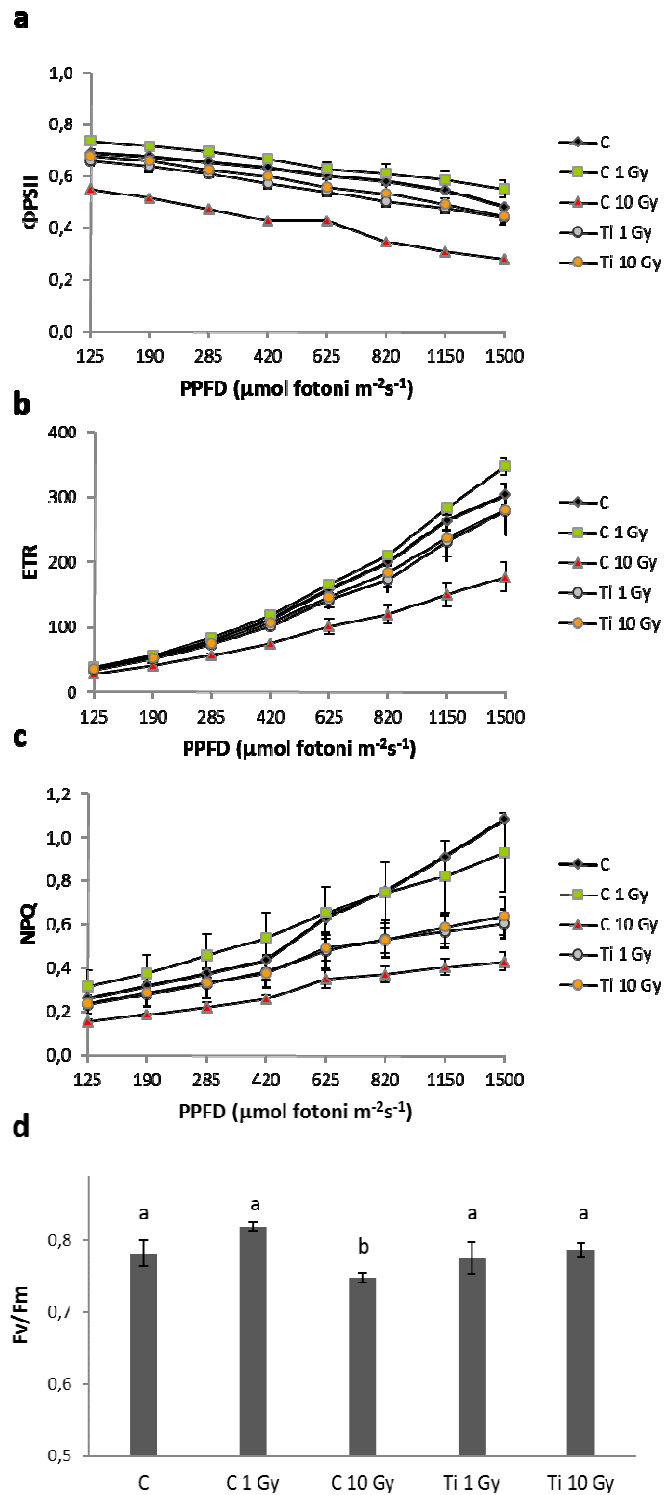 a
1,0
0,8
0,6
0,4
0,2
0,0
ΦPSII
125 190 285 420 625 820 1150 1500
PPFD (µmol fotoni m-2s-1)
C
C 1 Gy
C 10 Gy
Ti 1 Gy
Ti 10 Gy
b
400
300
200
100
0
ETR
125 190 285 420 625 820 1150 1500
PPFD (µmol fotoni m-2s-1)
C
C 1 Gy
C 10 Gy
Ti 1 Gy
Ti 10 Gy
c
1,2
1,0
0,8
0,6
0,4
0,2
0,0
NPQ
125 190 285 420 625 820 1150 1500
PPFD (µmol fotoni m-2s-1)
C
C 1 Gy
C 10 Gy
Ti 1 Gy
Ti 10 Gy
d
a a b a a
0,8
0,7
0,6
0,5
Fv/Fm
C C 1 Gy C 10 Gy Ti 1 Gy Ti 10 Gy